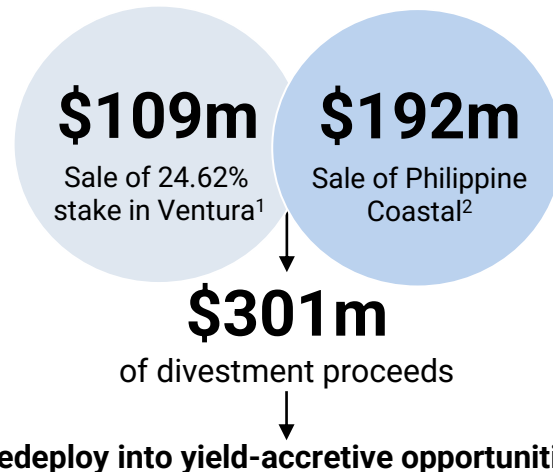 $109m
Sale of 24.62%
stake in Ventura1
$192m
Sale of Philippine
Coastal2
$301m
of divestment proceeds
edeploy into yield-accretive opportuniti